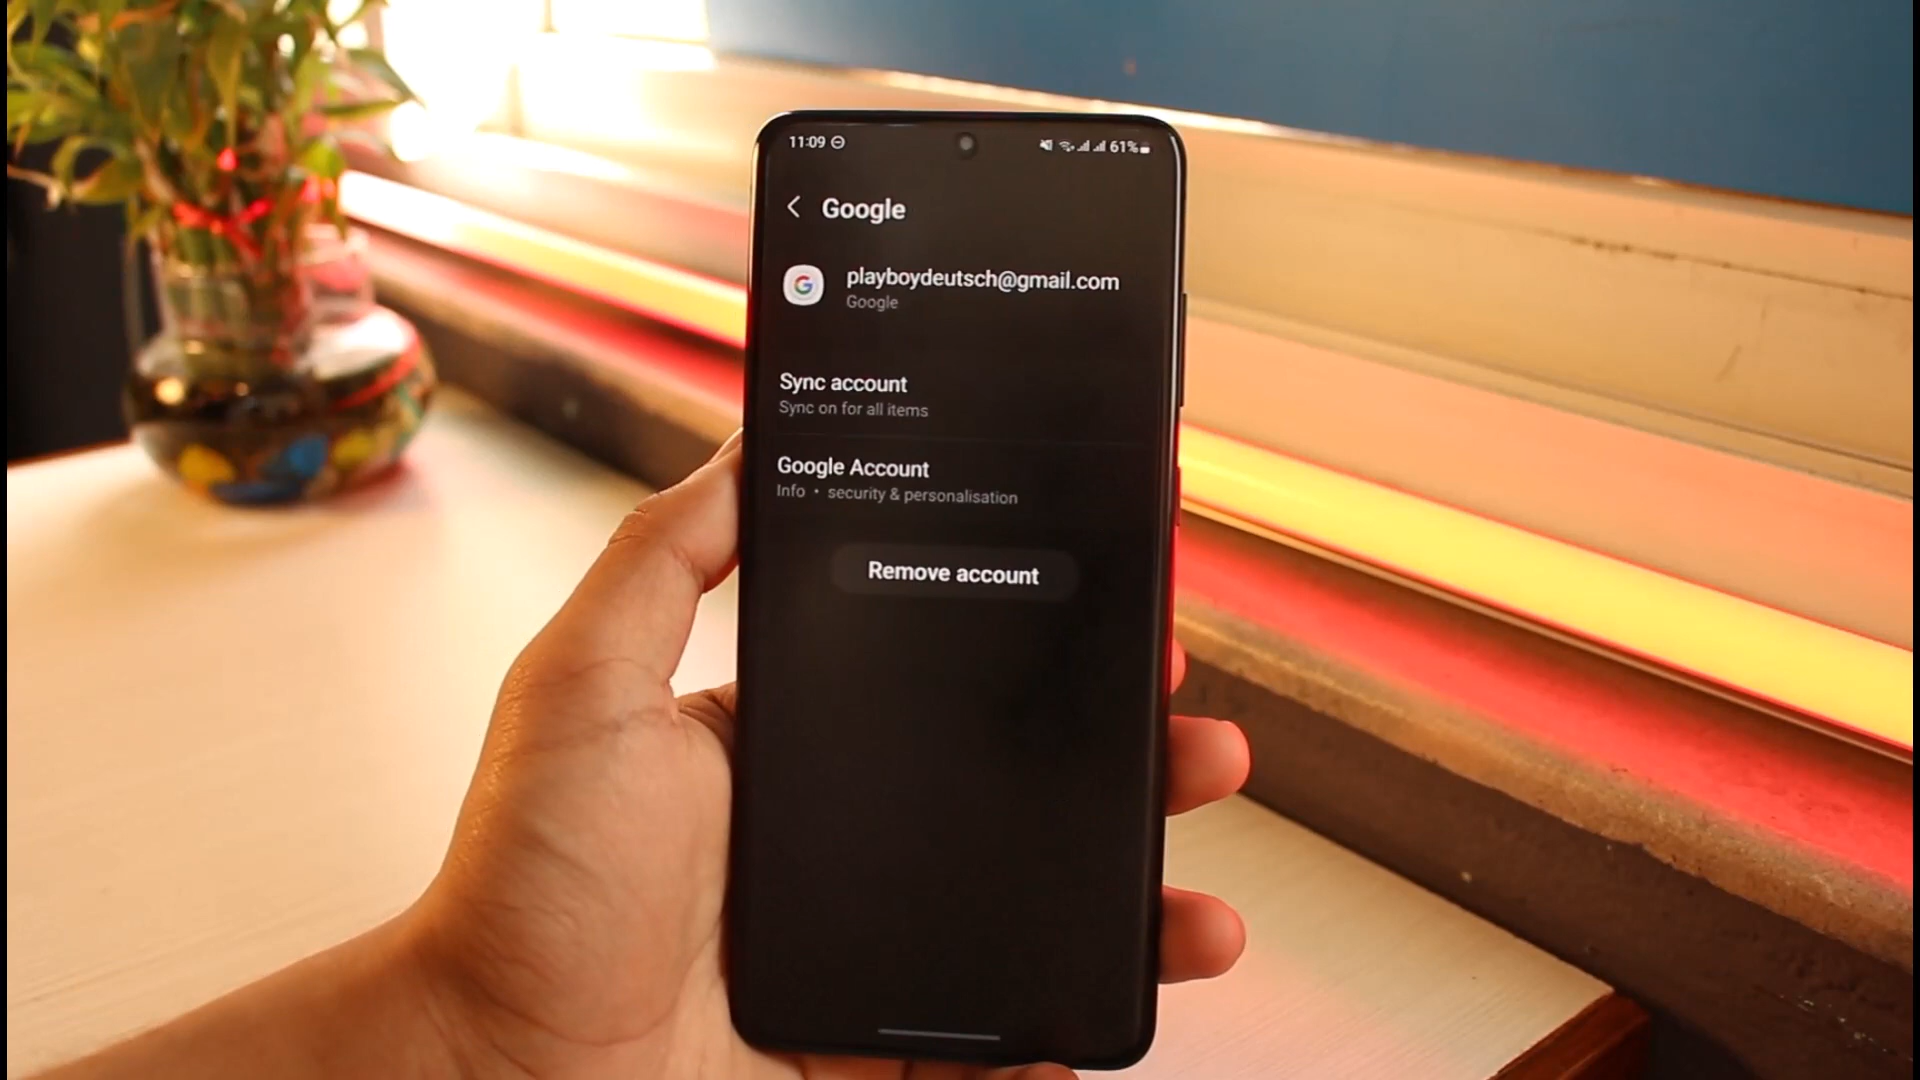 11:09
61%
Google
playboydeutsch@gmail.com
Google
Sync account
Sync on for all items
Google Account
Info • security & personalisation
Remove account